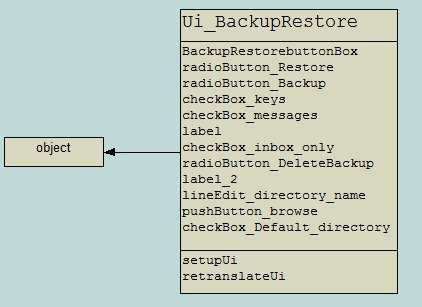 Ui_BackupRestore
BackupRestorebuttonBox
radioButton_Restore
radioButton_Backup
checkBox_keys
checkBox_messages
label
checkBox_inbox_only
radioButton_DeleteBackup
label_2
lineEdit_directory_name
pushButton_browse
checkBox_Default_directory
setupUi
retranslateUi
object